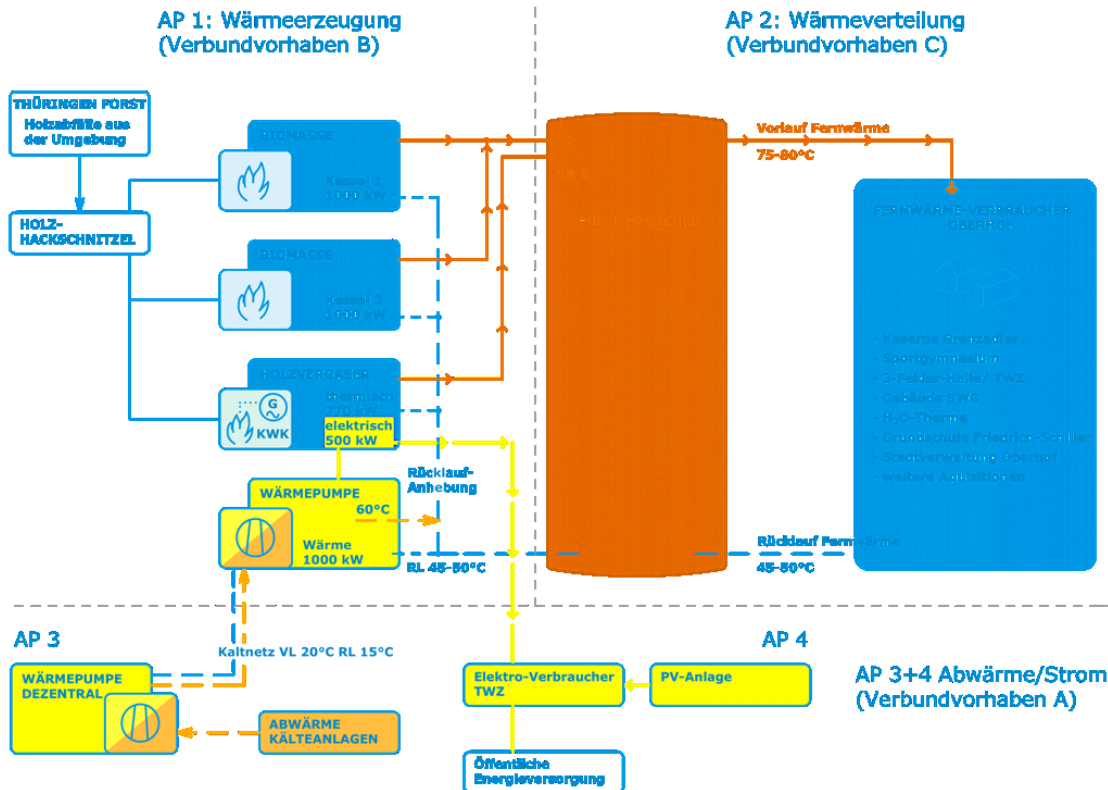 AP 1: Wärmeerzeugung
(Verbundvorhaben B)
AP 2: Wärmeverteilung
(Verbundvorhaben C)
THÜRINGEN FORST
Holzabfälle aus
der Umgebung
HOLZ-
HACKSCHNITZEL
BIOMASSE
Kessel 1
1000 kW
BIOMASSE
Kessel 2
1000 kW
HOLZVERGASER
thermisch
770 kW
G
KWK
elektrisch
500 kW
WÄRMEPUMPE
60°C
Wärme
1000 kW
Rücklauf-
Anhebung
RL 45-50°C
PUFFERSPEICHER
Vorlauf Fernwärme
75-80°C
FERNWÄRME-VERBRAUCHER
OBERHOF
- Kaserne Grenzadler
- Sportgymnasium
- 3-Felder-Halle/ TWZ
- Gebäude SWG
- H₂O-Therme
- Grundschule Friedrich-Schiller
- Stadtverwaltung Oberhof
- weitere Aquisitionen
Rücklauf Fernwärme
45-50°C
AP 3
Kaltnetz VL 20°C RL 15°C
WÄRMEPUMPE
DEZENTRAL
ABWÄRME
KÄLTEANLAGEN
AP 4
Elektro-Verbraucher
TWZ
PV-Anlage
Öffentliche
Energieversorgung
AP 3+4 Abwärme/Strom
(Verbundvorhaben A)